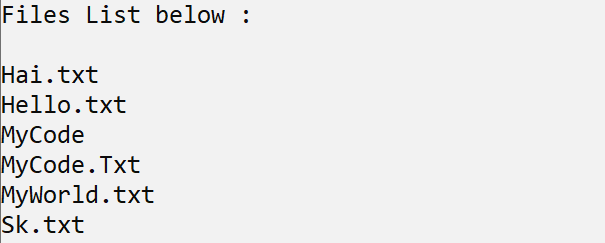 Files List below :
Hai.txt
Hello.txt
MyCode
MyCode.Txt
MyWorld.txt
Sk.txt